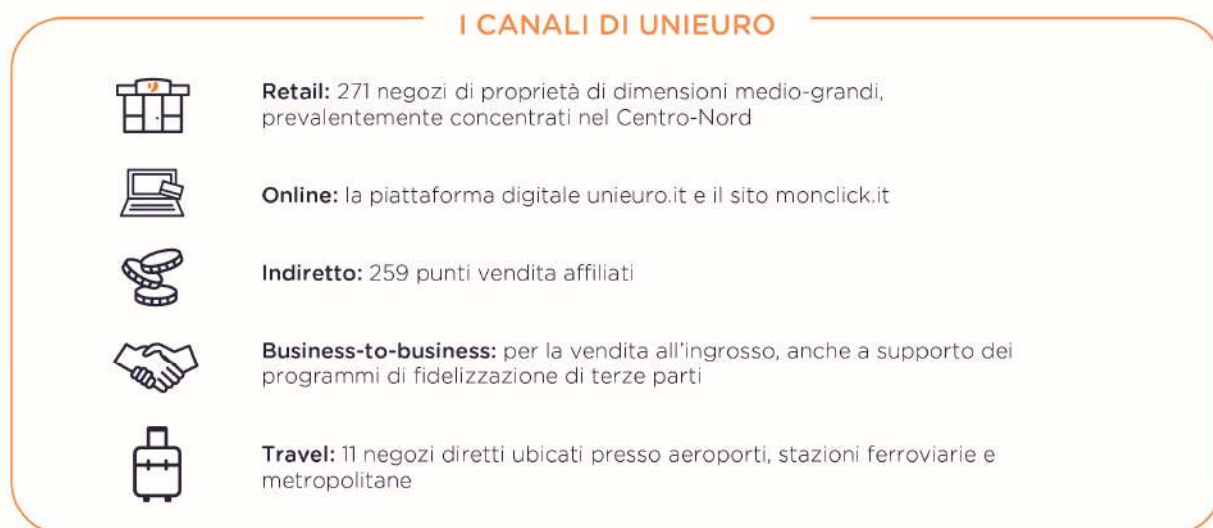 I CANALI DI UNIEURO
Retail: 271 negozi di proprietà di dimensioni medio-grandi,
prevalentemente concentrati nel Centro-Nord
Online: la piattaforma digitale unieuro.it e il sito monclick.it
Indiretto: 259 punti vendita affiliati
Business-to-business: per la vendita all'ingrosso, anche a supporto dei
programmi di fidelizzazione di terze parti
Travel: 11 negozi diretti ubicati presso aeroporti, stazioni ferroviarie e
metropolitane